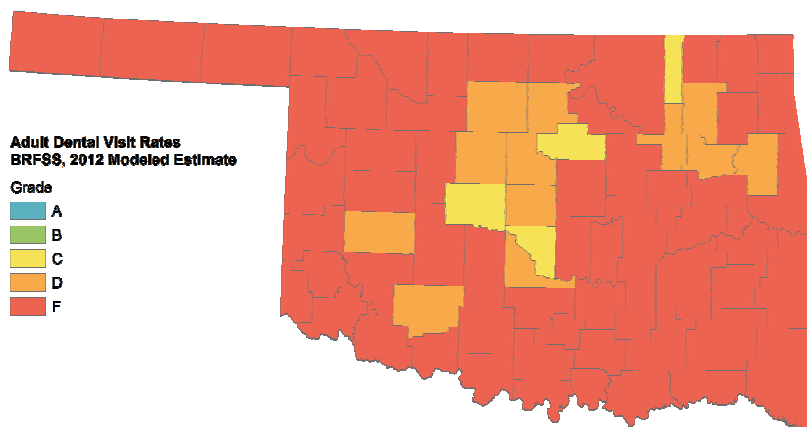 Adult Dental Visit Rates
BRFSS, 2012 Modeled Estimate
Grade
A
B
C
D
F